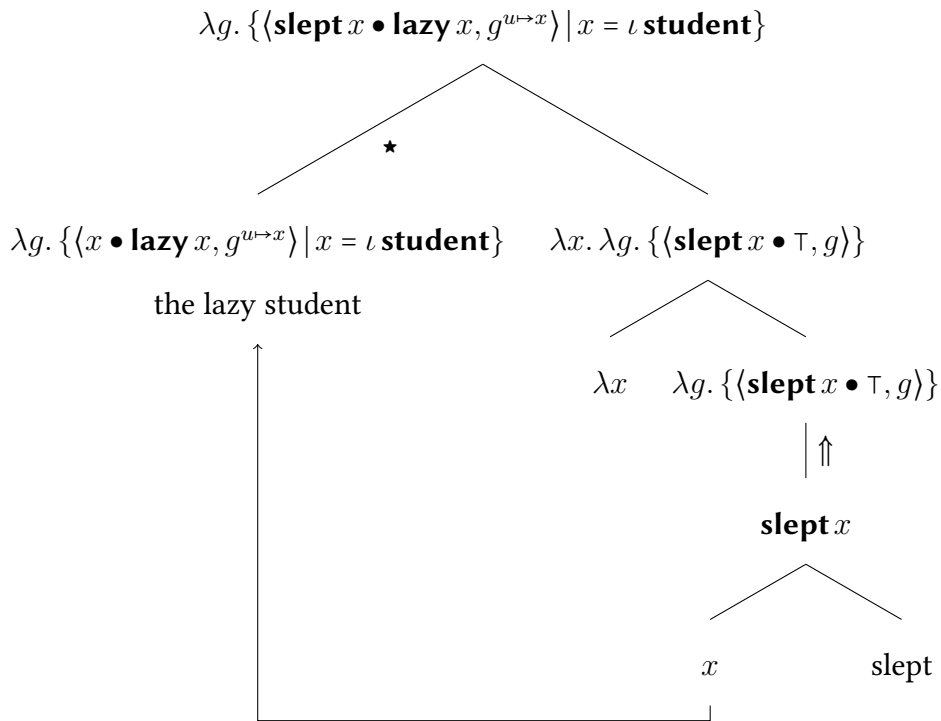 λg. {⟨slept x • lazy x, g^{u↦x}⟩ | x = ι student}
★
λg. {⟨x • lazy x, g^{u↦x}⟩ | x = ι student}
λx. λg. {⟨slept x • ⊤, g⟩}
the lazy student
λx
λg. {⟨slept x • ⊤, g⟩}
⇑
slept x
x
slept